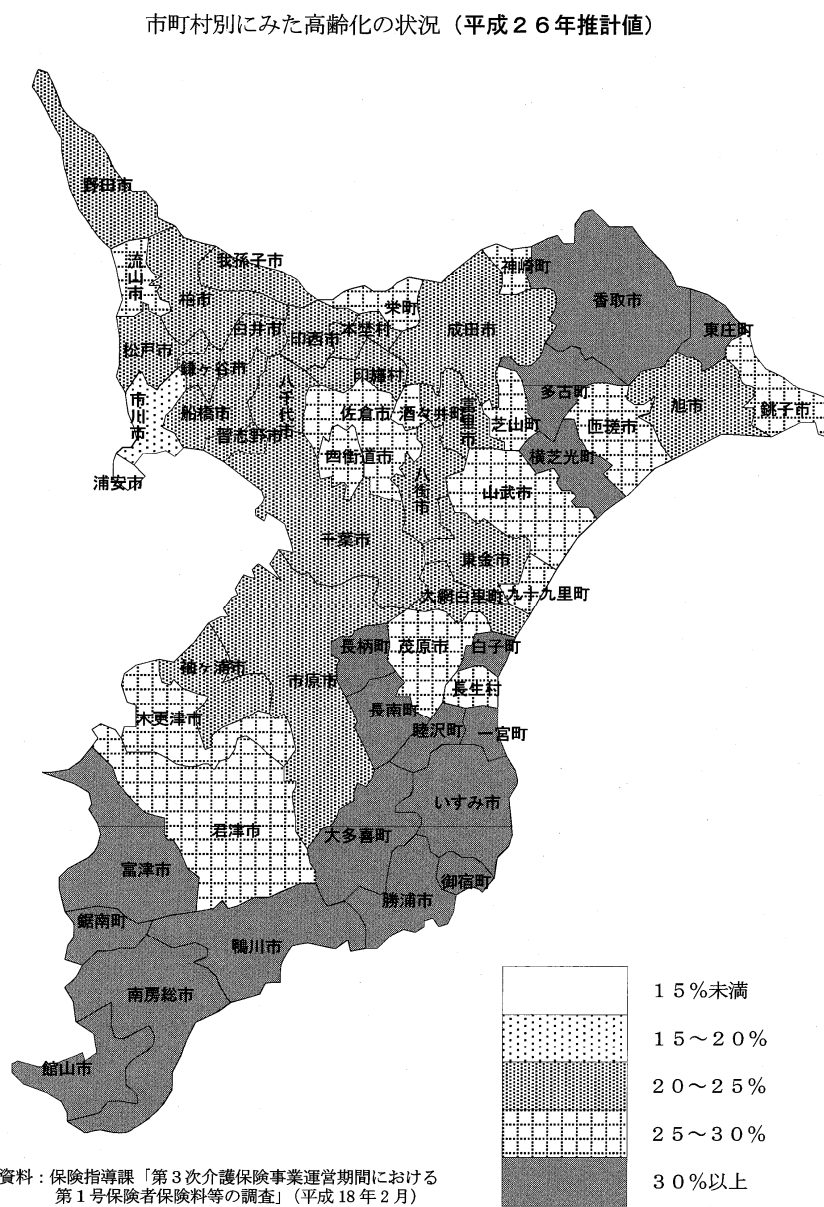 市町村別にみた高齢化の状況（平成２６年推計値）
野田市
流山市
我孫子市
柏市
神崎町
栄町
香取市
白井市
印西市
本埜村
成田市
東庄町
松戸市
鎌ヶ谷市
印旛村
八千代市
多古町
市川市
船橋市
佐倉市
酒々井町
富里市
芝山町
匝瑳市
旭市
銚子市
習志野市
四街道市
横芝光町
浦安市
八街市
山武市
千葉市
東金市
大網白里町
九十九里町
長柄町
茂原市
白子町
袖ヶ浦市
市原市
長生村
木更津市
長南町
睦沢町
一宮町
いすみ市
君津市
大多喜町
富津市
御宿町
勝浦市
鋸南町
鴨川市
南房総市
館山市
１５％未満
１５～２０％
２０～２５％
２５～３０％
３０％以上
資料：保険指導課「第３次介護保険事業運営期間における
第１号保険者保険料等の調査」（平成 18 年 2 月）